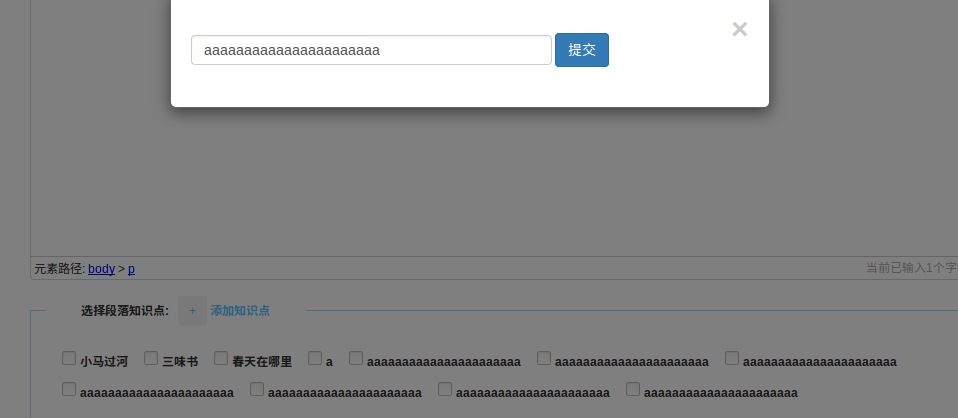 aaaaaaaaaaaaaaaaaaaaaa 提交
元素路径: body > p 当前已输入1个字
选择段落知识点: + 添加知识点
小马过河 三味书 春天在哪里 a aaaaaaaaaaaaaaaaaaaaaa aaaaaaaaaaaaaaaaaaaaaa aaaaaaaaaaaaaaaaaaaaaa
aaaaaaaaaaaaaaaaaaaaaa aaaaaaaaaaaaaaaaaaaaaa aaaaaaaaaaaaaaaaaaaaaa aaaaaaaaaaaaaaaaaaaaaa